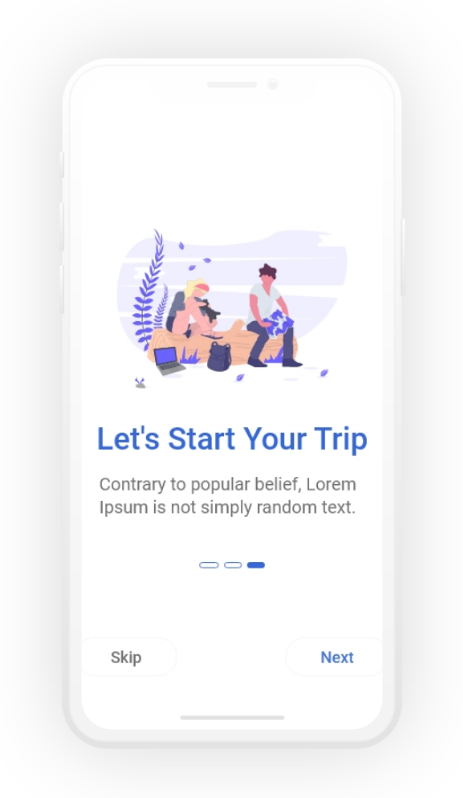 Let's Start Your Trip
Contrary to popular belief, Lorem
Ipsum is not simply random text.
Skip
Next